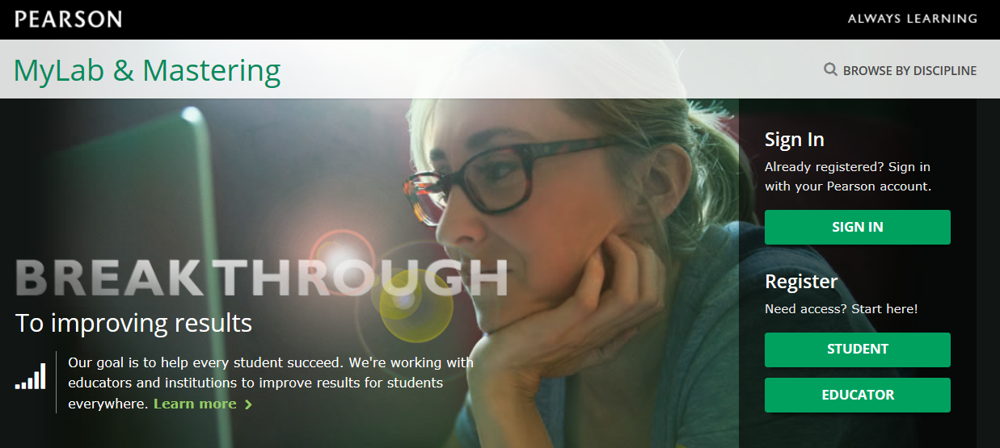 PEARSON
ALWAYS LEARNING
MyLab & Mastering
BROWSE BY DISCIPLINE
BREAKTHROUGH
To improving results
Our goal is to help every student succeed. We're working with
educators and institutions to improve results for students
everywhere. Learn more
Sign In
Already registered? Sign in
with your Pearson account.
SIGN IN
Register
Need access? Start here!
STUDENT
EDUCATOR